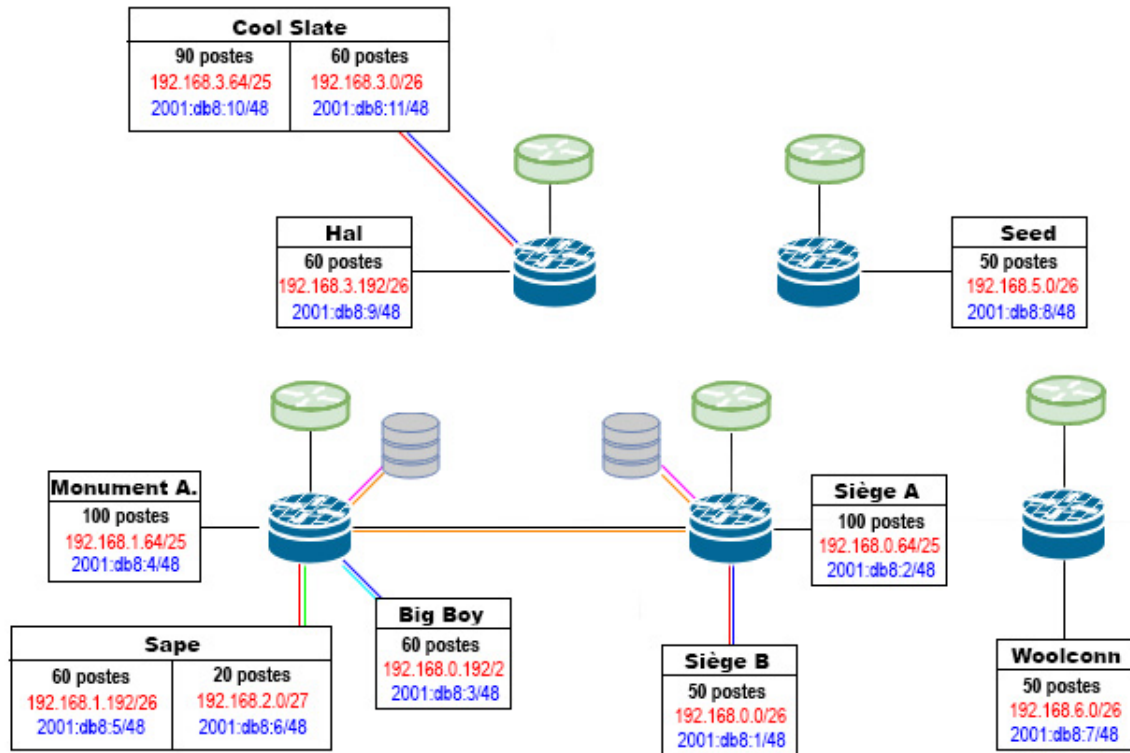 Cool Slate
90 postes
192.168.3.64/25
2001:db8:10/48
60 postes
192.168.3.0/26
2001:db8:11/48
Hal
60 postes
192.168.3.192/26
2001:db8:9/48
Seed
50 postes
192.168.5.0/26
2001:db8:8/48
Monument A.
100 postes
192.168.1.64/25
2001:db8:4/48
Siège A
100 postes
192.168.0.64/25
2001:db8:2/48
Big Boy
60 postes
192.168.0.192/2
2001:db8:3/48
Sape
60 postes
192.168.1.192/26
2001:db8:5/48
20 postes
192.168.2.0/27
2001:db8:6/48
Siège B
50 postes
192.168.0.0/26
2001:db8:1/48
Woolconn
50 postes
192.168.6.0/26
2001:db8:7/48